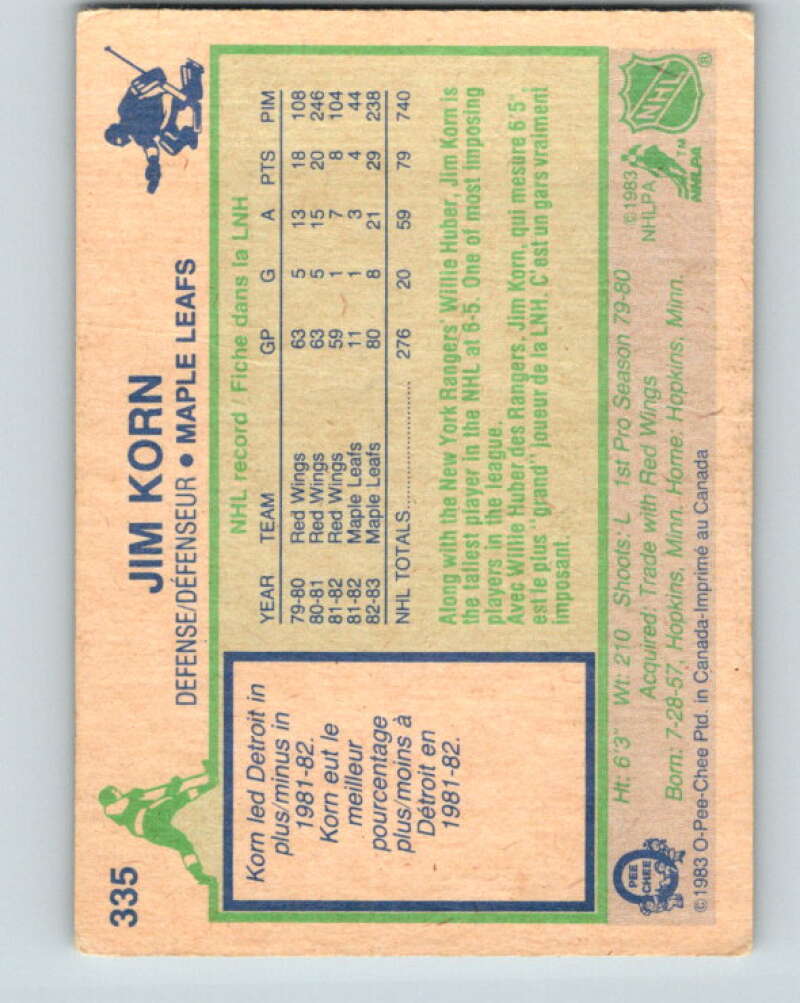 335
JIM KORN
DEFENSE/DÉFENSEUR • MAPLE LEAFS
Korn led Detroit in
plus/minus in
1981-82.
Korn eut le
meilleur
pourcentage
plus/moins à
Détroit en
1981-82.
NHL record / Fiche dans la LNH
YEAR TEAM GP G A PTS PIM
79-80 Red Wings 63 5 13 18 108
80-81 Red Wings 63 5 15 20 246
81-82 Red Wings 59 1 7 8 104
81-82 Maple Leafs 11 1 3 4 44
82-83 Maple Leafs 80 8 21 29 238
NHL TOTALS.................. 276 20 59 79 740
Along with the New York Rangers' Willie Huber, Jim Korn is
the tallest player in the NHL at 6-5. One of most imposing
players in the league.
Avec Willie Huber des Rangers, Jim Korn, qui mesure 6'5",
est le plus "grand" joueur de la LNH. C'est un gars vraiment
imposant.
Ht: 6'3" Wt: 210 Shoots: L 1st Pro Season 79-80
Acquired: Trade with Red Wings
Born: 7-28-57, Hopkins, Minn. Home: Hopkins, Minn.
©1983 O-Pee-Chee Ptd. in Canada-Imprimé au Canada
PEE
CHEE
©1983
NHLPA
NHLPA
TM
NHL
®